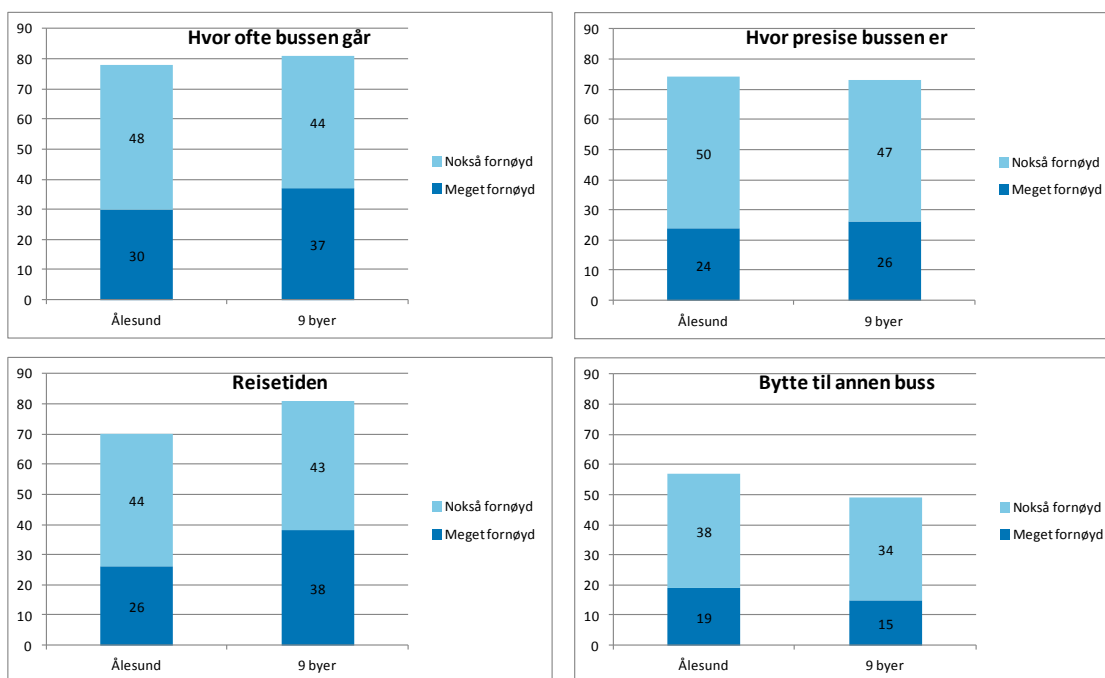 Hvor ofte bussen går
90
80
70
60
50
40
30
20
10
0
48
44
30
37
Ålesund
9 byer
Nokså fornøyd
Meget fornøyd
Hvor presise bussen er
90
80
70
60
50
40
30
20
10
0
50
47
24
26
Ålesund
9 byer
Nokså fornøyd
Meget fornøyd
Reisetiden
90
80
70
60
50
40
30
20
10
0
44
43
26
38
Ålesund
9 byer
Nokså fornøyd
Meget fornøyd
Bytte til annen buss
90
80
70
60
50
40
30
20
10
0
38
34
19
15
Ålesund
9 byer
Nokså fornøyd
Meget fornøyd